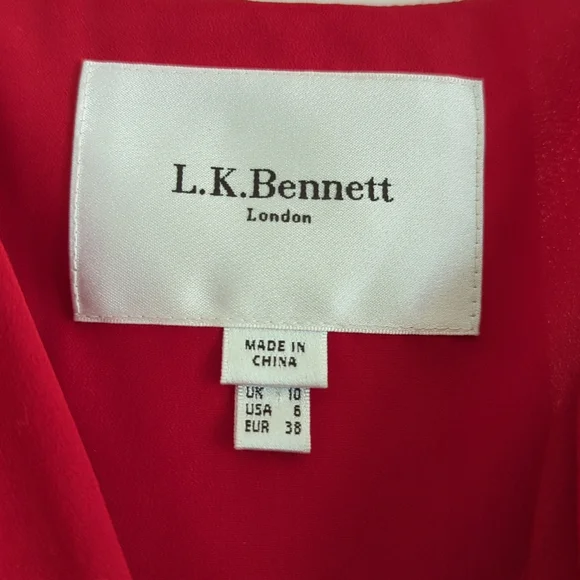 L.K.Bennett
London
MADE IN
CHINA
UK 10
USA 6
EUR 38